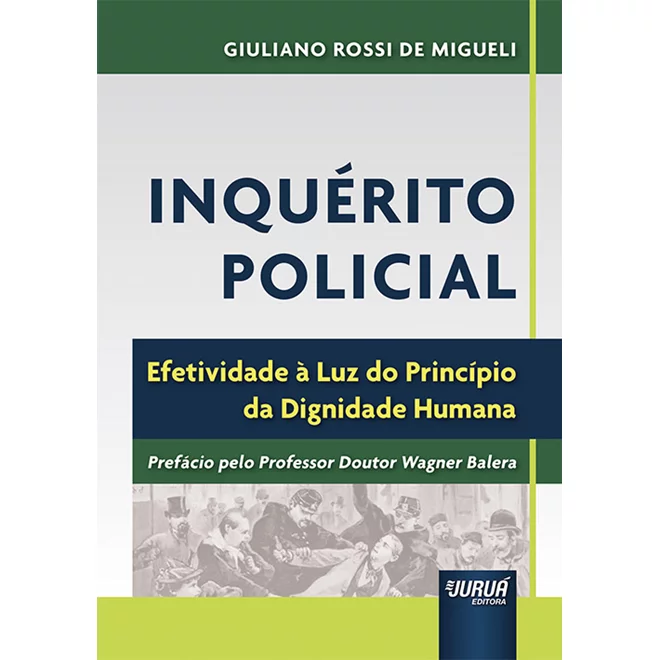 GIULIANO ROSSI DE MIGUELI
INQUÉRITO
POLICIAL
Efetividade à Luz do Princípio
da Dignidade Humana
Prefácio pelo Professor Doutor Wagner Balera
JURUÁ
EDITORA